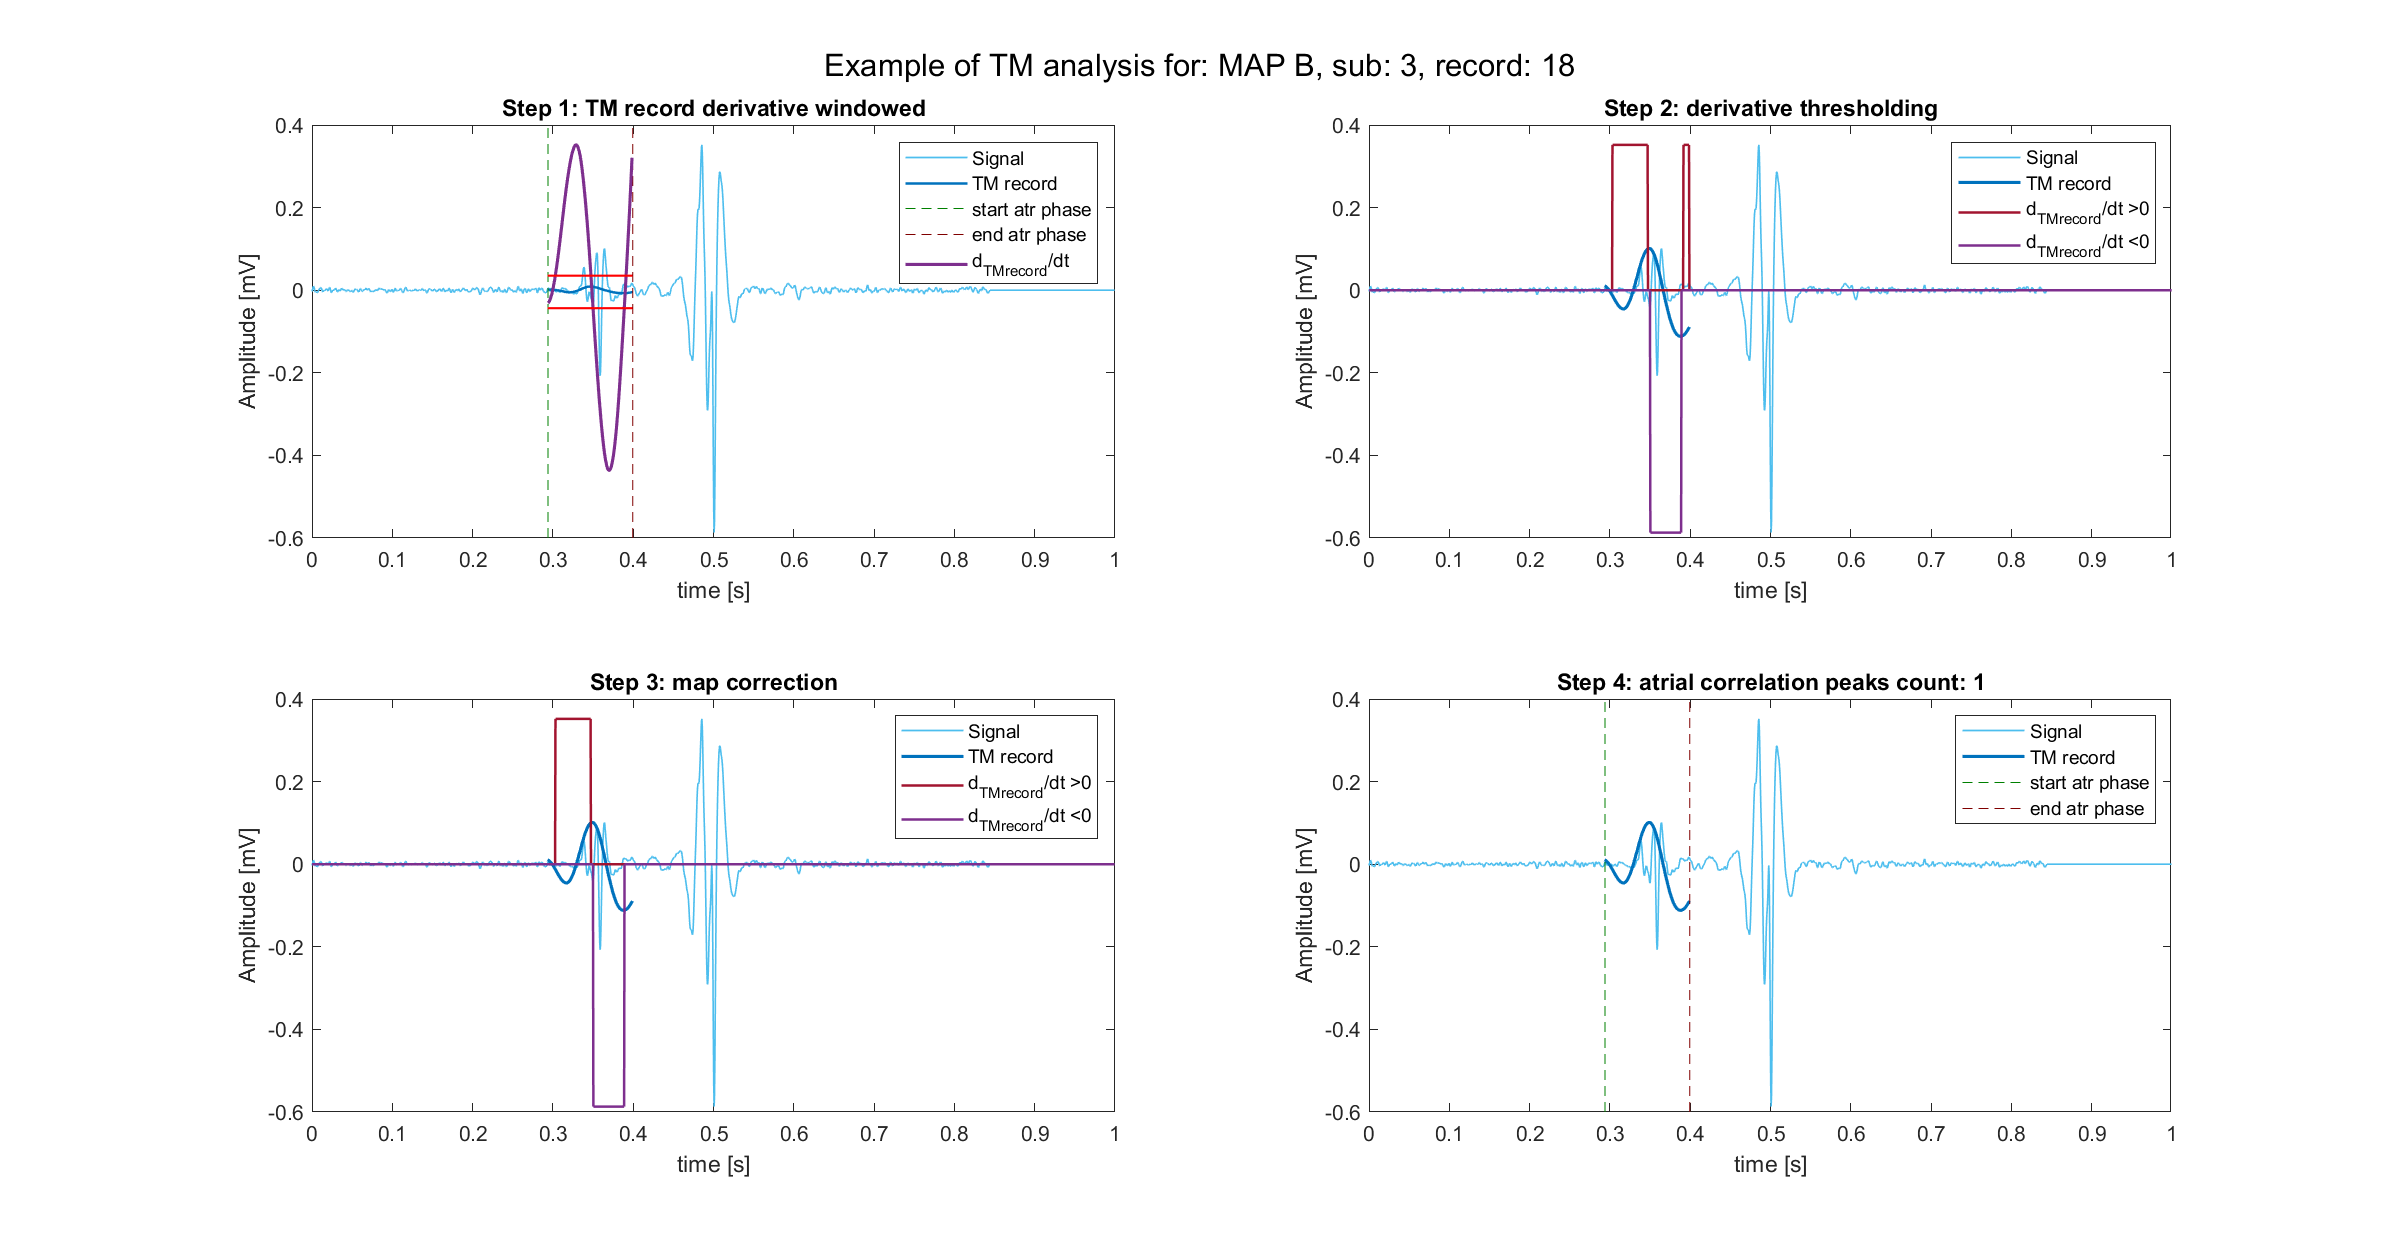 Example of TM analysis for: MAP B, sub: 3, record: 18
Step 1: TM record derivative windowed
0.4
0.2
0
-0.2
-0.4
-0.6
Amplitude [mV]
0 0.1 0.2 0.3 0.4 0.5 0.6 0.7 0.8 0.9 1
time [s]
Signal
TM record
start atr phase
end atr phase
dTMrecord/dt
Step 2: derivative thresholding
0.4
0.2
0
-0.2
-0.4
-0.6
Amplitude [mV]
0 0.1 0.2 0.3 0.4 0.5 0.6 0.7 0.8 0.9 1
time [s]
Signal
TM record
dTMrecord/dt >0
dTMrecord/dt <0
Step 3: map correction
0.4
0.2
0
-0.2
-0.4
-0.6
Amplitude [mV]
0 0.1 0.2 0.3 0.4 0.5 0.6 0.7 0.8 0.9 1
time [s]
Signal
TM record
dTMrecord/dt >0
dTMrecord/dt <0
Step 4: atrial correlation peaks count: 1
0.4
0.2
0
-0.2
-0.4
-0.6
Amplitude [mV]
0 0.1 0.2 0.3 0.4 0.5 0.6 0.7 0.8 0.9 1
time [s]
Signal
TM record
start atr phase
end atr phase